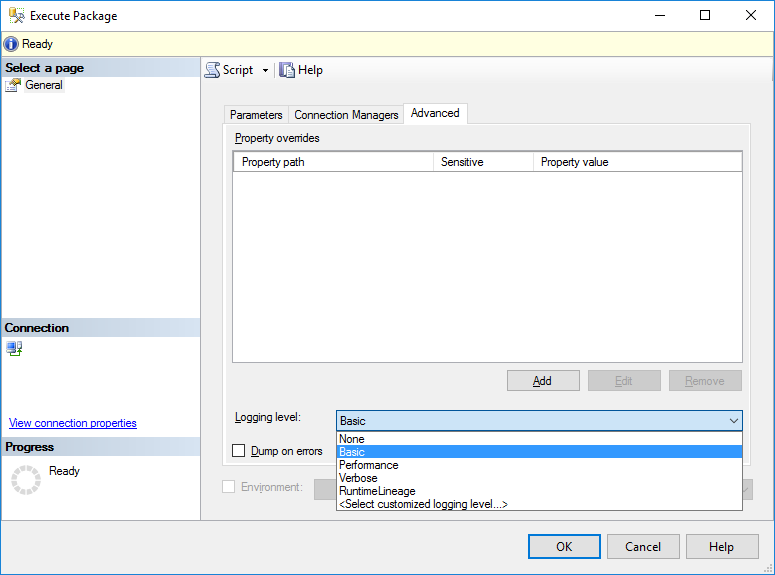 Execute Package
Ready
Select a page
General
Script
Help
Parameters
Connection Managers
Advanced
Property overrides
Property path
Sensitive
Property value
Add
Edit
Remove
Connection
View connection properties
Progress
Ready
Logging level:
Basic
None
Basic
Performance
Verbose
RuntimeLineage
<Select customized logging level...>
Dump on errors
Environment:
OK
Cancel
Help